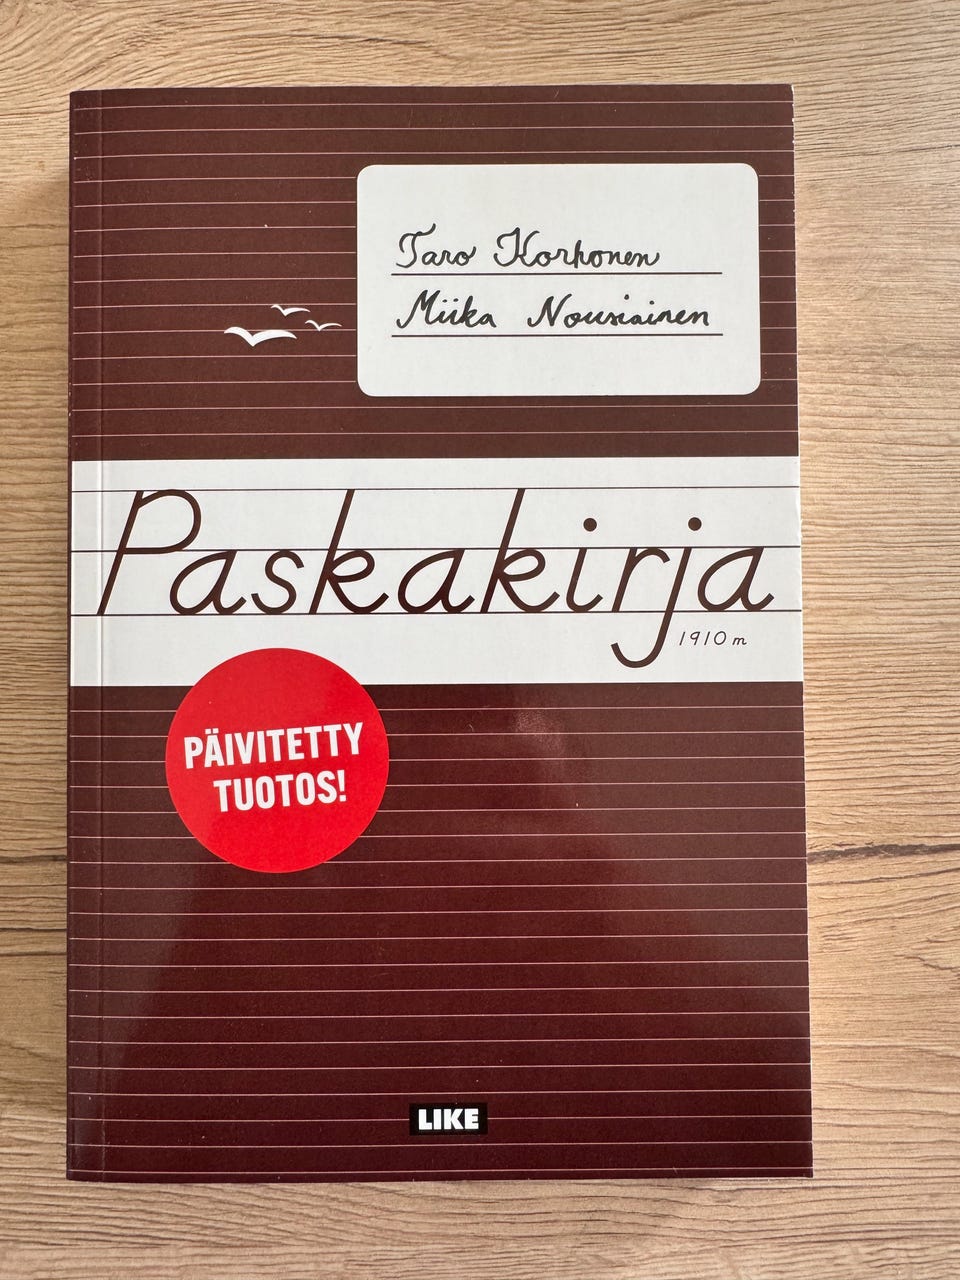 Taro Korhonen
Miika Nousiainen
Paskakirja
1910 m
PÄIVITETTY
TUOTOS!
LIKE